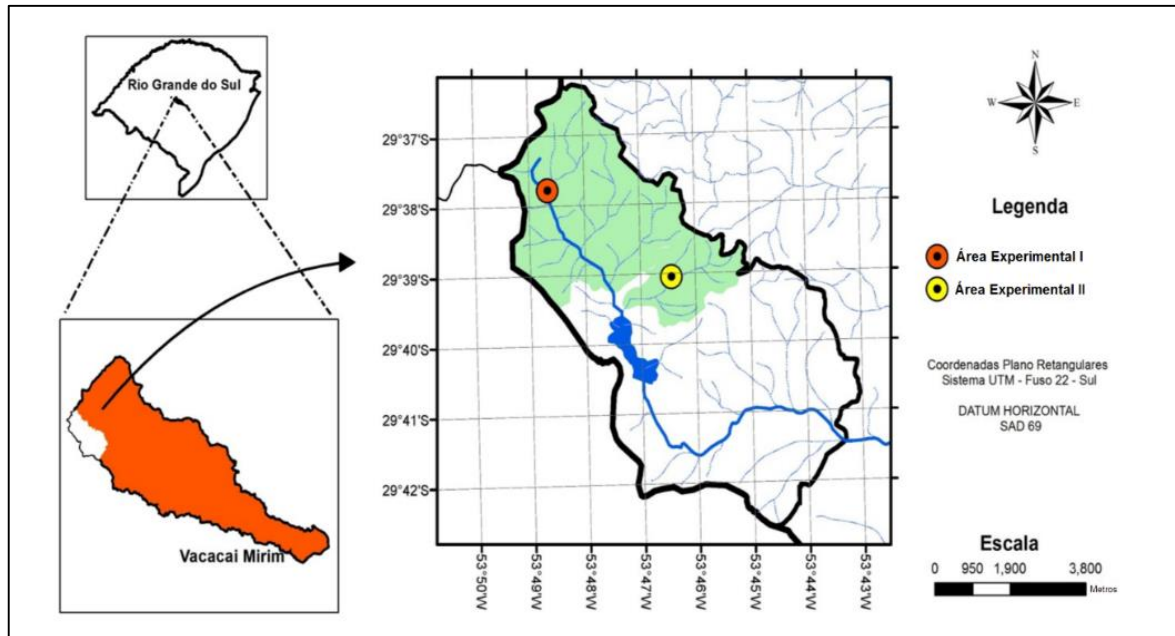 Rio Grande do Sul
Vacacai Mirim
29°37'S
29°38'S
29°39'S
29°40'S
29°41'S
29°42'S
53°50'W
53°49'W
53°48'W
53°47'W
53°46'W
53°45'W
53°44'W
53°43'W
N
W
E
S
Legenda
Área Experimental I
Área Experimental II
Coordenadas Plano Retangulares
Sistema UTM - Fuso 22 - Sul
DATUM HORIZONTAL
SAD 69
Escala
0 950 1,900 3,800
Metros